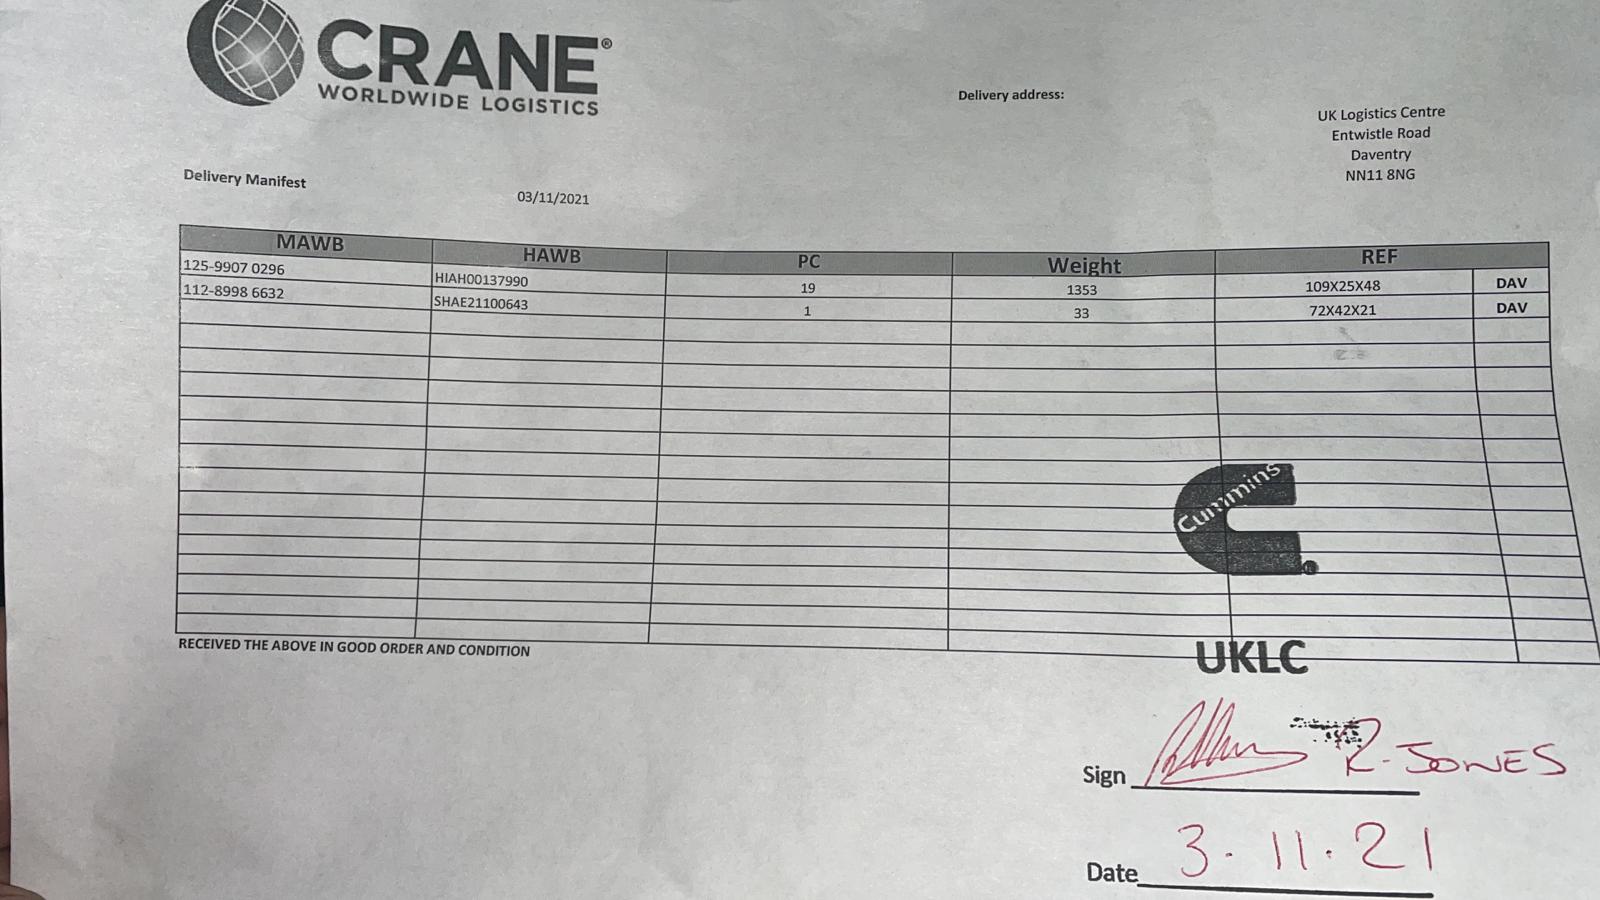 CRANE®
WORLDWIDE LOGISTICS
Delivery address:
UK Logistics Centre
Entwistle Road
Daventry
NN11 8NG
Delivery Manifest
03/11/2021
MAWB HAWB PC Weight REF
125-9907 0296 HIAH00137990 19 1353 109X25X48 DAV
112-8998 6632 SHAE21100643 1 33 72X42X21 DAV
Cummins®
RECEIVED THE ABOVE IN GOOD ORDER AND CONDITION
UKLC
Sign R-JONES
Date 3.11.21